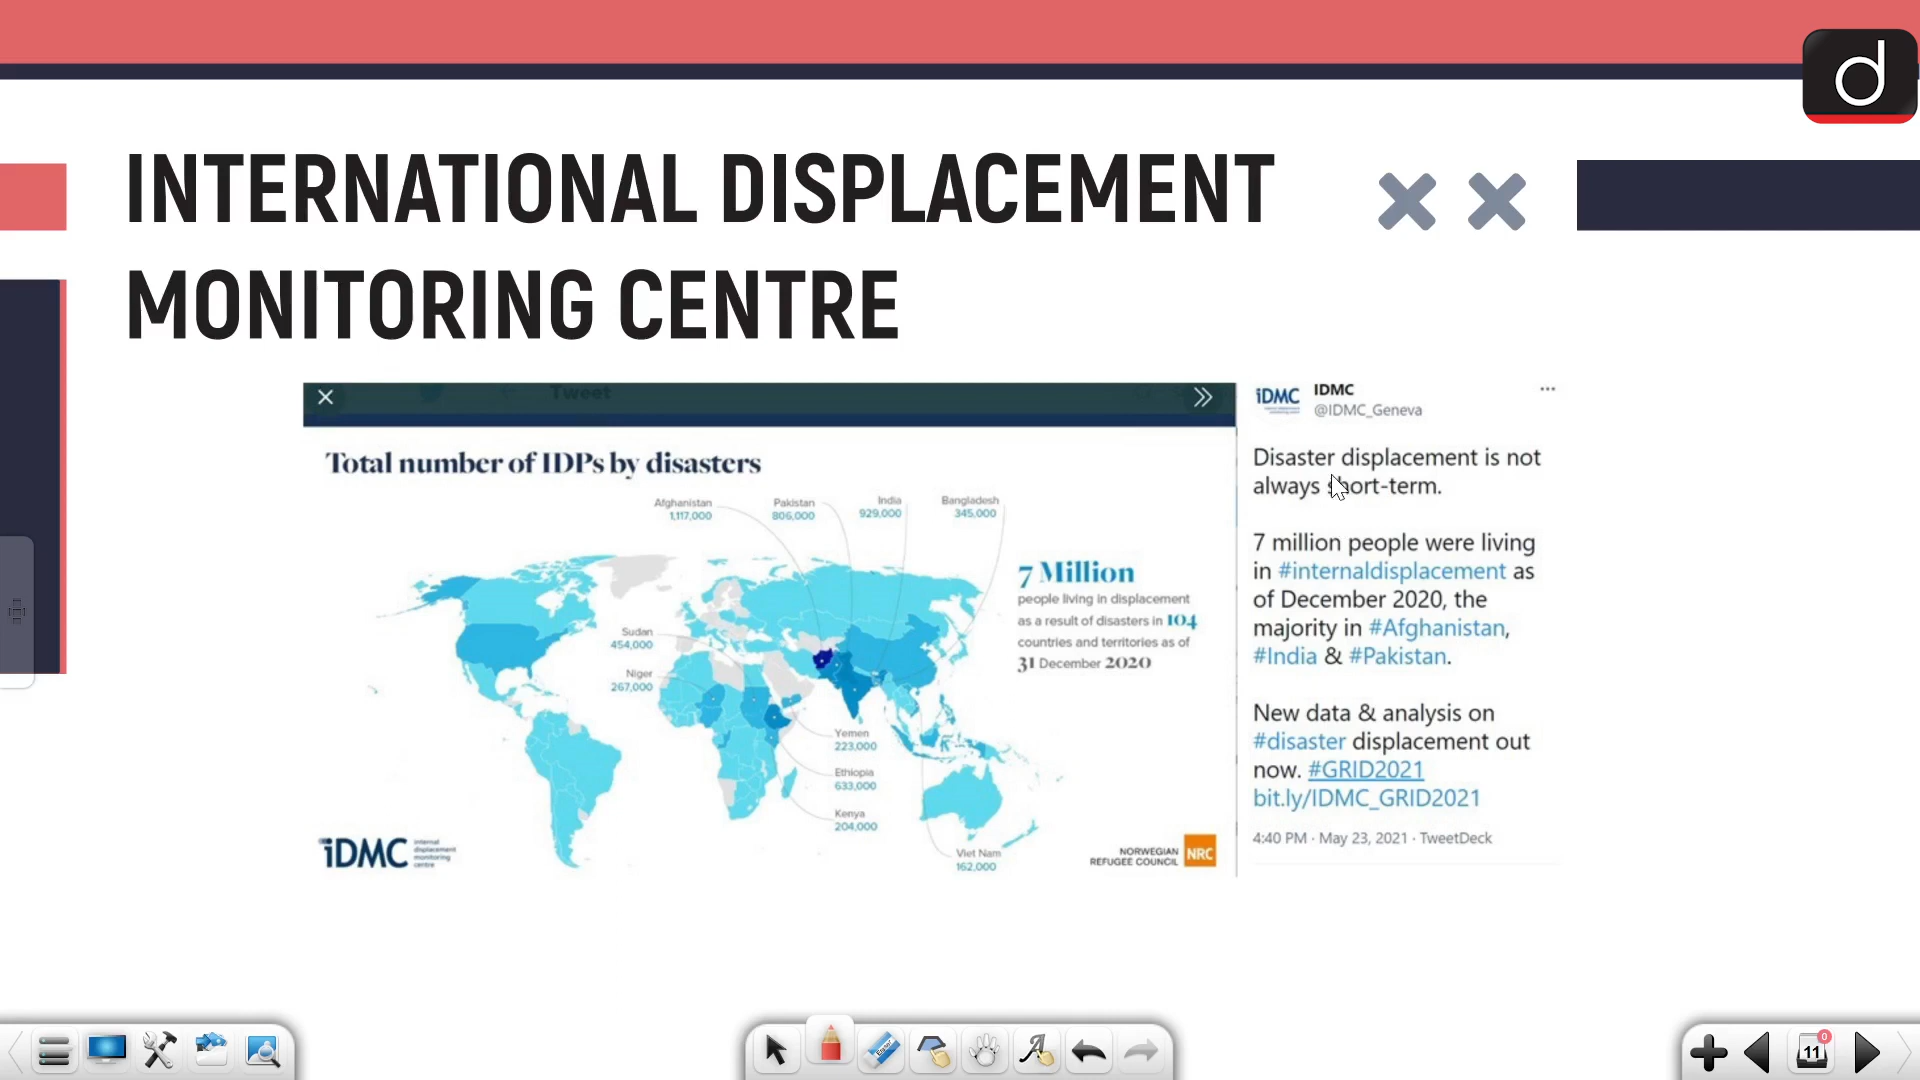 d
INTERNATIONAL DISPLACEMENT
MONITORING CENTRE
Tweet
Total number of IDPs by disasters
Afghanistan
1,117,000
Pakistan
806,000
India
929,000
Bangladesh
345,000
7 Million
people living in displacement
as a result of disasters in 104
countries and territories as of
31 December 2020
Sudan
454,000
Niger
267,000
Yemen
223,000
Ethiopia
633,000
Kenya
204,000
Viet Nam
162,000
iDMC
internal
displacement
monitoring
centre
NORWEGIAN
REFUGEE COUNCIL
NRC
iDMC
IDMC
@IDMC_Geneva
Disaster displacement is not
always short-term.
7 million people were living
in #internaldisplacement as
of December 2020, the
majority in #Afghanistan,
#India & #Pakistan.
New data & analysis on
#disaster displacement out
now. #GRID2021
bit.ly/IDMC_GRID2021
4:40 PM · May 23, 2021 · TweetDeck
11
0